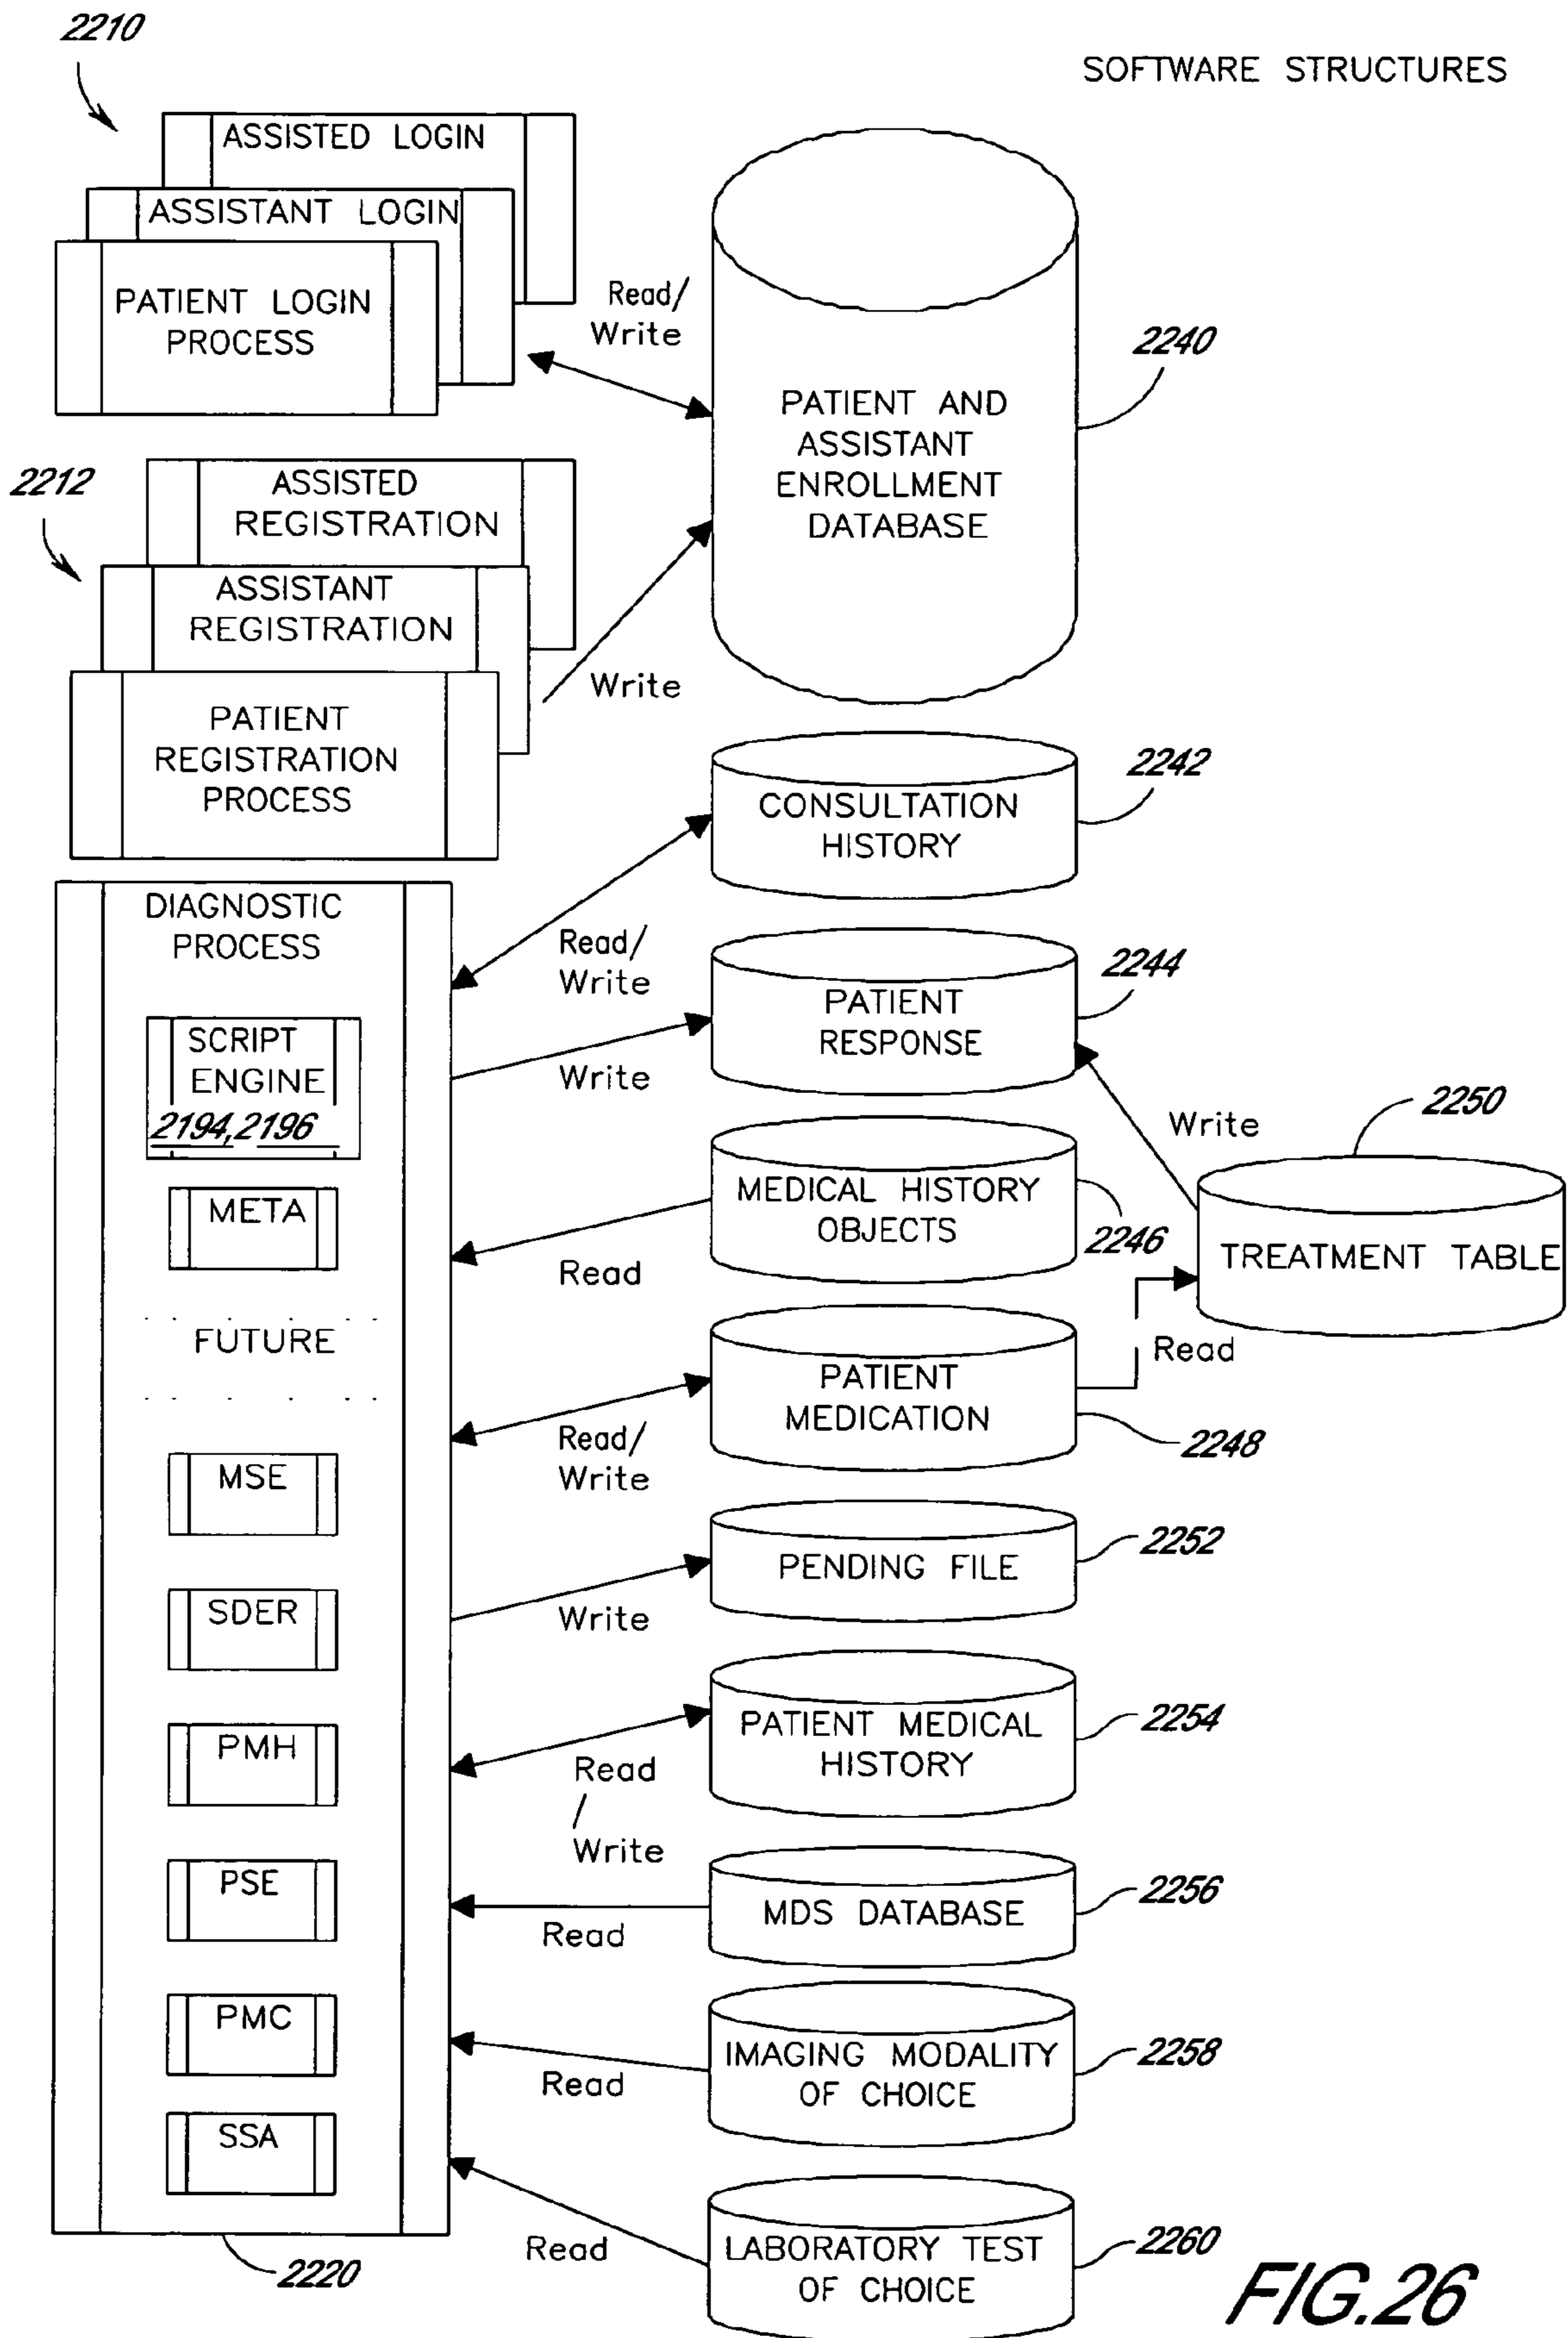 2210
SOFTWARE STRUCTURES
ASSISTED LOGIN
ASSISTANT LOGIN
PATIENT LOGIN
PROCESS
Read/
Write
2240
PATIENT AND
ASSISTANT
ENROLLMENT
DATABASE
2212
ASSISTED
REGISTRATION
ASSISTANT
REGISTRATION
Write
PATIENT
REGISTRATION
PROCESS
2242
CONSULTATION
HISTORY
DIAGNOSTIC
PROCESS
Read/
Write
2244
PATIENT
RESPONSE
SCRIPT
ENGINE
2194,2196
Write
2250
Write
META
MEDICAL HISTORY
OBJECTS
2246
TREATMENT TABLE
Read
FUTURE
Read
PATIENT
MEDICATION
2248
Read/
Write
MSE
2252
PENDING FILE
SDER
Write
2254
PATIENT MEDICAL
HISTORY
PMH
Read
/
Write
PSE
2256
MDS DATABASE
Read
PMC
2258
IMAGING MODALITY
OF CHOICE
Read
SSA
2260
LABORATORY TEST
OF CHOICE
Read
2220
FIG.26